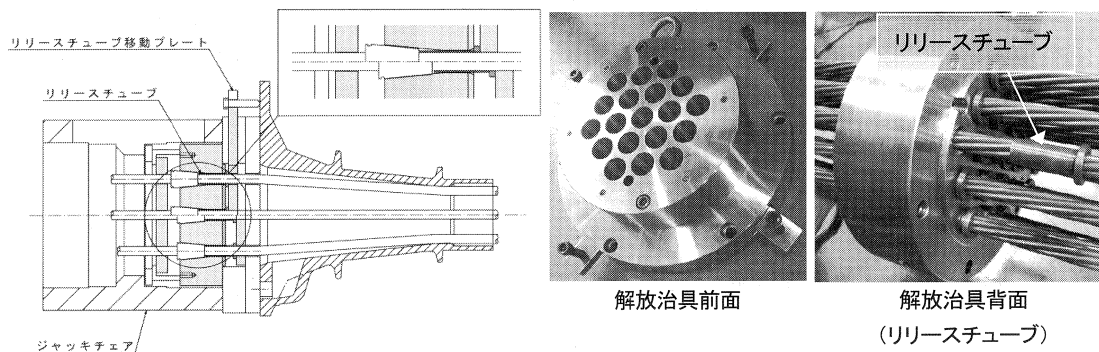 リリースチューブ移動プレート
リリースチューブ
ジャッキチェア
リリースチューブ
解放治具前面
解放治具背面
(リリースチューブ)